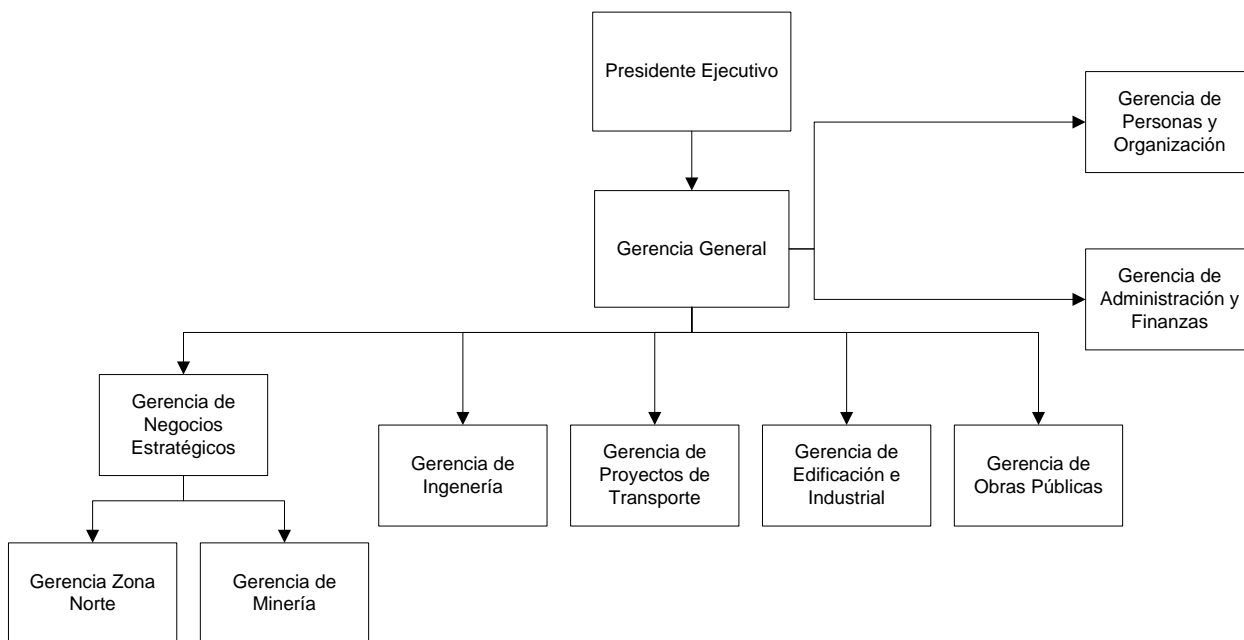 Presidente Ejecutivo
Gerencia de
Personas y
Organización
Gerencia General
Gerencia de
Administración y
Finanzas
Gerencia de
Negocios
Estratégicos
Gerencia de
Ingenería
Gerencia de
Proyectos de
Transporte
Gerencia de
Edificación e
Industrial
Gerencia de
Obras Públicas
Gerencia Zona
Norte
Gerencia de
Minería